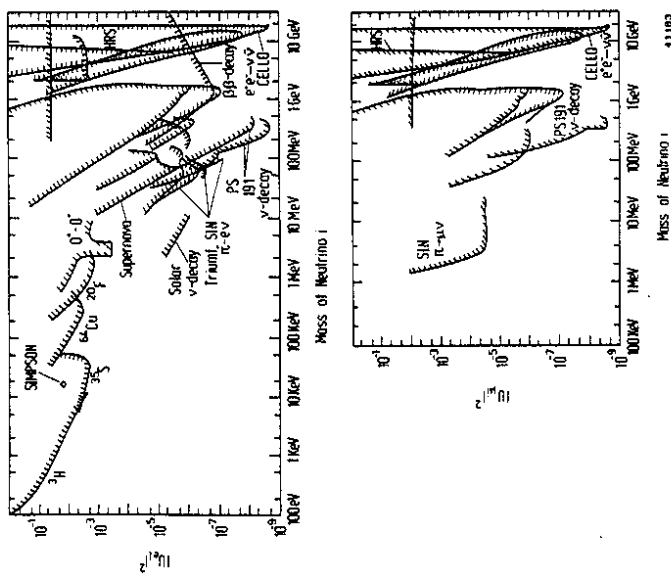 |U_ei|²
10⁻¹
10⁻³
10⁻⁵
10⁻⁷
10⁻⁹
³H
SIMPSON
³⁵S
⁶⁴Cu
²⁰F
0⁺-0⁺
Supernova
Solar
ν-decay
Triumf, SIN
π-eν
PS
191
ν-decay
HRS
ββ-decay
e⁺e⁻-νν̄
CELLO
100eV
1KeV
10KeV
100KeV
1MeV
10MeV
100MeV
1GeV
10GeV
Mass of Neutrino i
|U_μi|²
10⁻¹
10⁻³
10⁻⁵
10⁻⁷
10⁻⁹
SIN
π-μν
PS 191
ν-decay
HRS
CELLO
e⁺e⁻-νν̄
100KeV
1MeV
10MeV
100MeV
1GeV
10GeV
Mass of Neutrino i